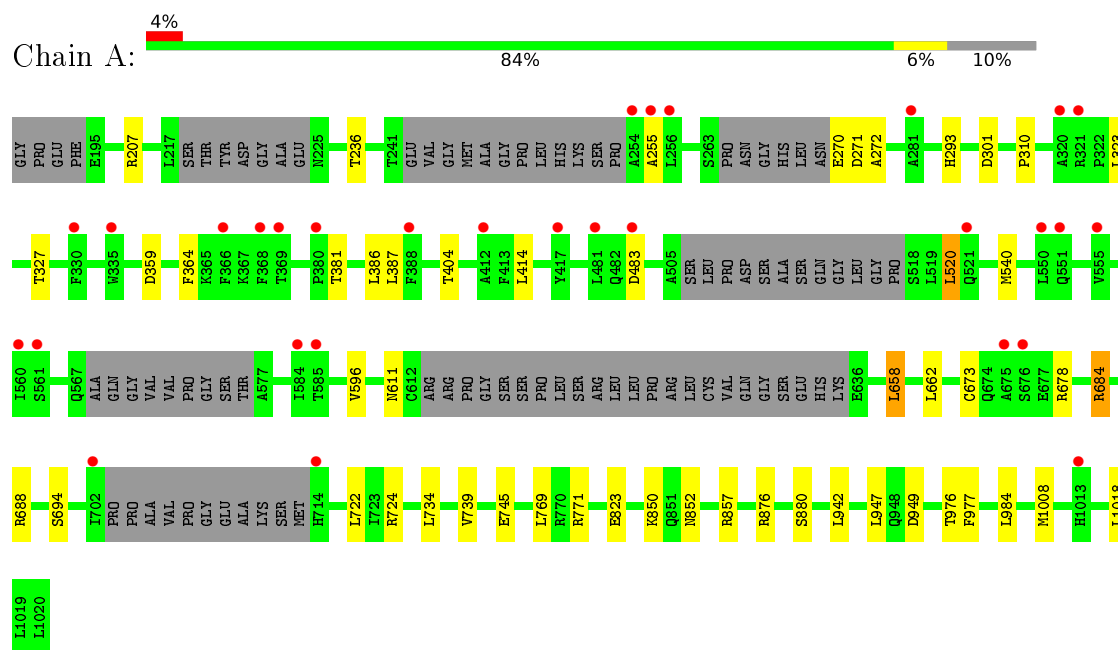 4%
Chain A:
84% 6% 10%
GLY PRO GLU PHE E195 R207 L217 SER THR TYR ASP GLY ALA GLU N225 T236 T241 GLU VAL GLY MET ALA GLY PRO LEU HIS LYS SER PRO A254 A255 L256 S263 PRO ASN GLY HIS LEU ASN E270 D271 A272 A281 H293 D301 P310 A320 R321 P322 L323
T327 F330 W335 D359 F364 K365 F366 K367 F368 T369 P380 T381 L386 L387 F388 T404 A412 F413 L414 Y417 L481 Q482 D483 A505 SER LEU PRO ASP SER ALA SER GLN GLY LEU GLY PRO S518 L519 L520 Q521 M540 L550 Q551 V555
I560 S561 Q567 ALA GLN GLY VAL VAL PRO GLY SER THR A577 I584 T585 V596 N611 C612 ARG ARG PRO GLY SER SER PRO LEU SER ARG LEU LEU PRO ARG LEU CYS VAL GLN GLY SER GLU HIS LYS E636 L658 L662 C673 Q674 A675 S676 E677 R678 R684
R688 S694 I702 PRO PRO ALA VAL PRO GLY GLU ALA LYS SER MET H714 L722 I723 R724 L734 V739 E745 L769 R770 R771 E823 K850 Q851 N852 R857 R876 S880 L942 L947 Q948 D949 T976 F977 L984 M1008 H1013 L1018
L1019 L1020